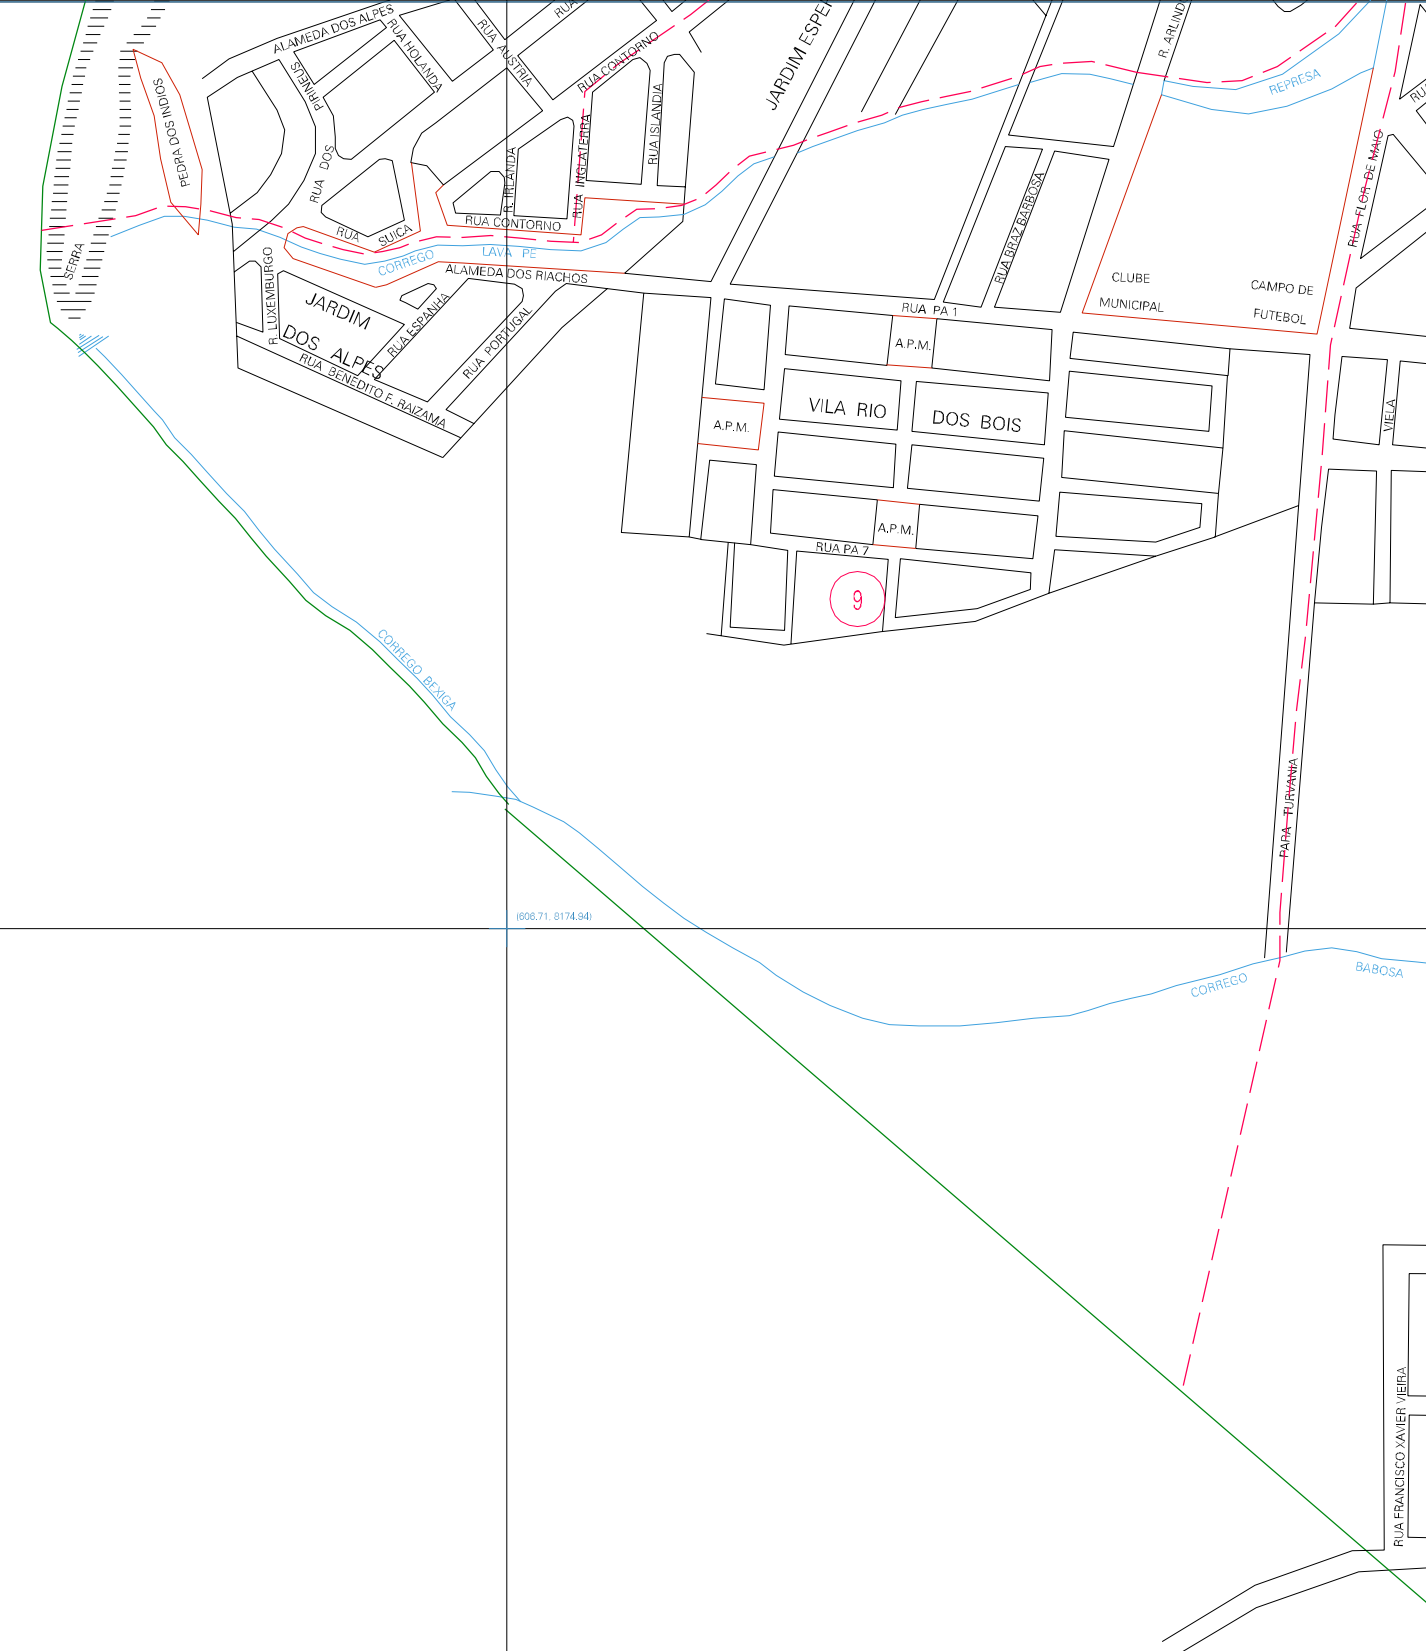 ALAMEDA DOS ALPES
RUA HOLANDA
RUA AUSTRIA
RUA
RUA CONTORNO
JARDIM ESPER
R. ARLIND
REPRESA
PEDRA DOS INDIOS
PIRINEUS
RUA DOS
R. IRLANDA
RUA INGLATERRA
RUA ISLANDIA
RUA FLOR DE MAIO
RUA BRAZ BARBOSA
RUA SUICA
RUA CONTORNO
CORREGO LAVA PE
ALAMEDA DOS RIACHOS
SERRA
R. LUXEMBURGO
JARDIM
DOS ALPES
RUA ESPANHA
RUA PORTUGAL
RUA BENEDITO F. RAIZAMA
CLUBE
MUNICIPAL
CAMPO DE
FUTEBOL
RUA PA 1
A.P.M.
VILA RIO DOS BOIS
A.P.M.
VIELA
A.P.M.
RUA PA 7
9
CORREGO BEXIGA
PARA TURVANIA
(606.71. 8174.94)
CORREGO BABOSA
RUA FRANCISCO XAVIER VIEIRA